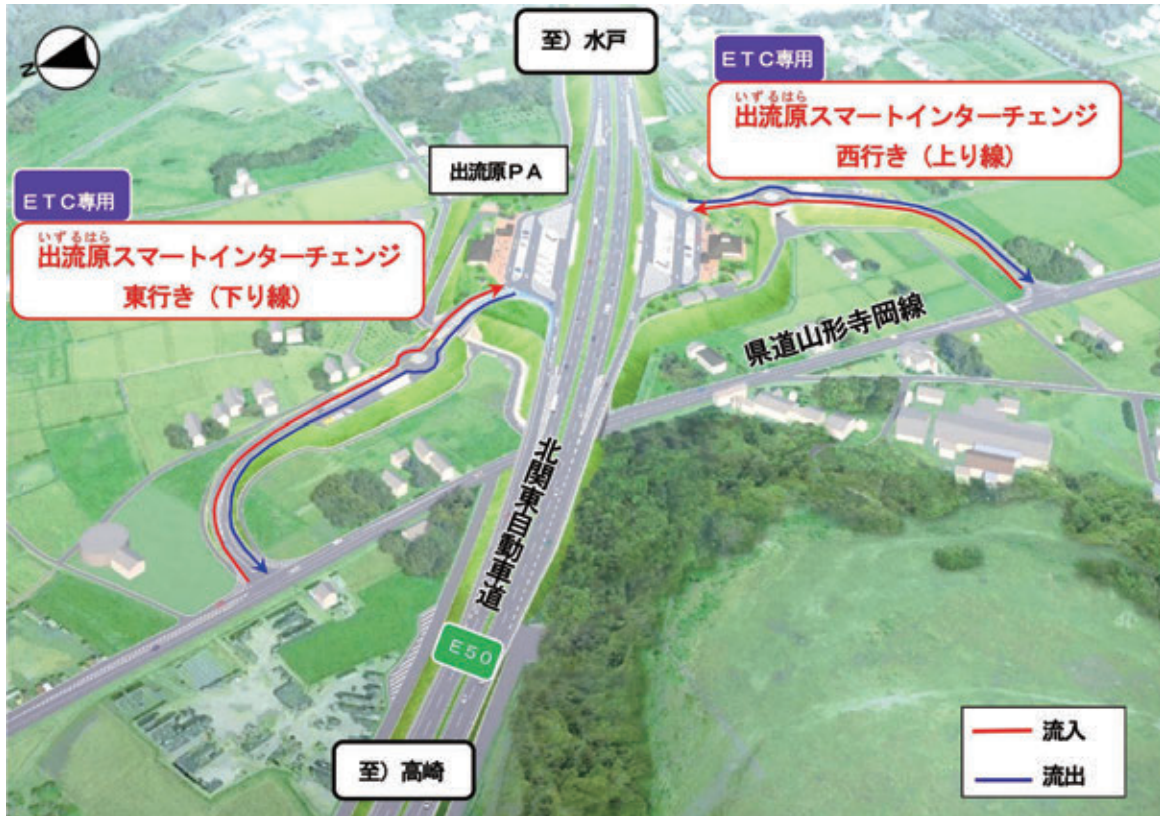 N
至）水戸
ETC専用
いずるはら
出流原スマートインターチェンジ
西行き（上り線）
出流原PA
ETC専用
いずるはら
出流原スマートインターチェンジ
東行き（下り線）
県道山形寺岡線
北関東自動車道
E50
至）高崎
流入
流出